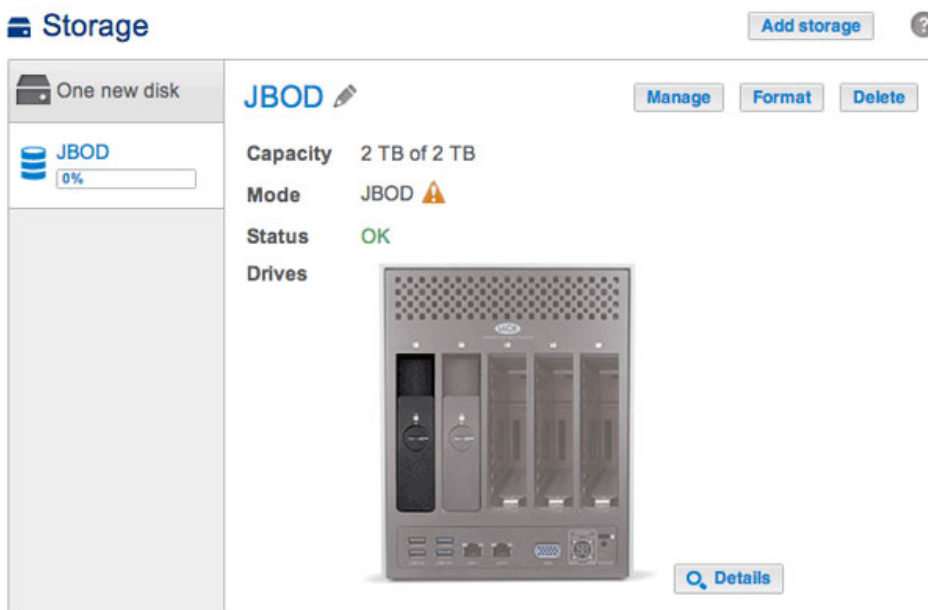 Storage
Add storage
?
One new disk
JBOD
0%
JBOD
Manage
Format
Delete
Capacity 2 TB of 2 TB
Mode JBOD
Status OK
Drives
LACIE
Details